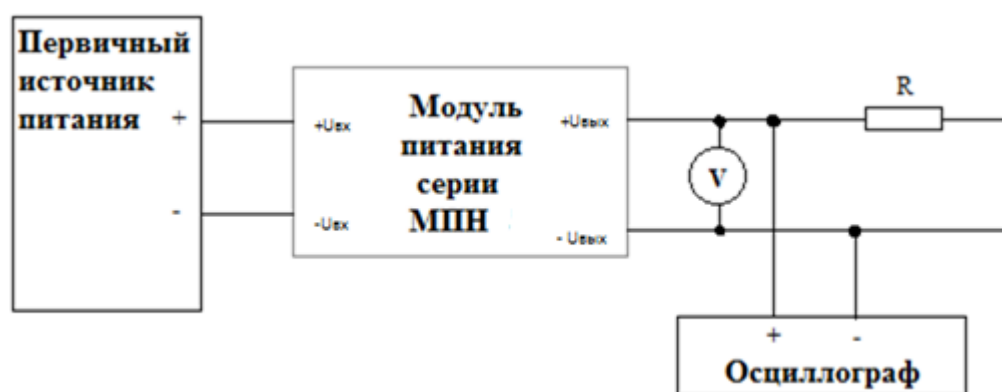 Первичный
источник
питания
+
-
+Uвх
-Uвх
Модуль
питания
серии
МПН
+Uвых
- Uвых
V
R
+ -
Осциллограф